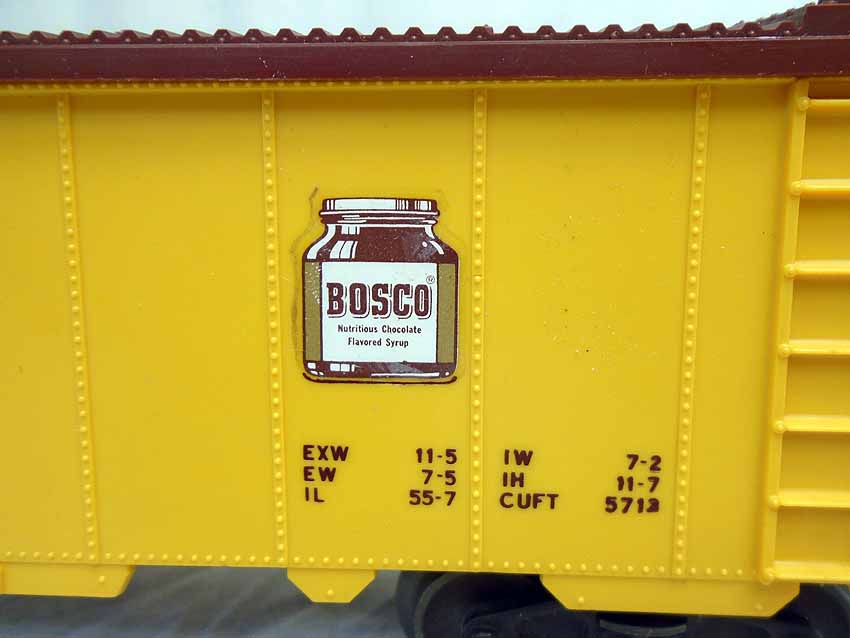 BOSCO®
Nutritious Chocolate
Flavored Syrup
EXW 11-5
EW 7-5
IL 55-7
IW 7-2
IH 11-7
CUFT